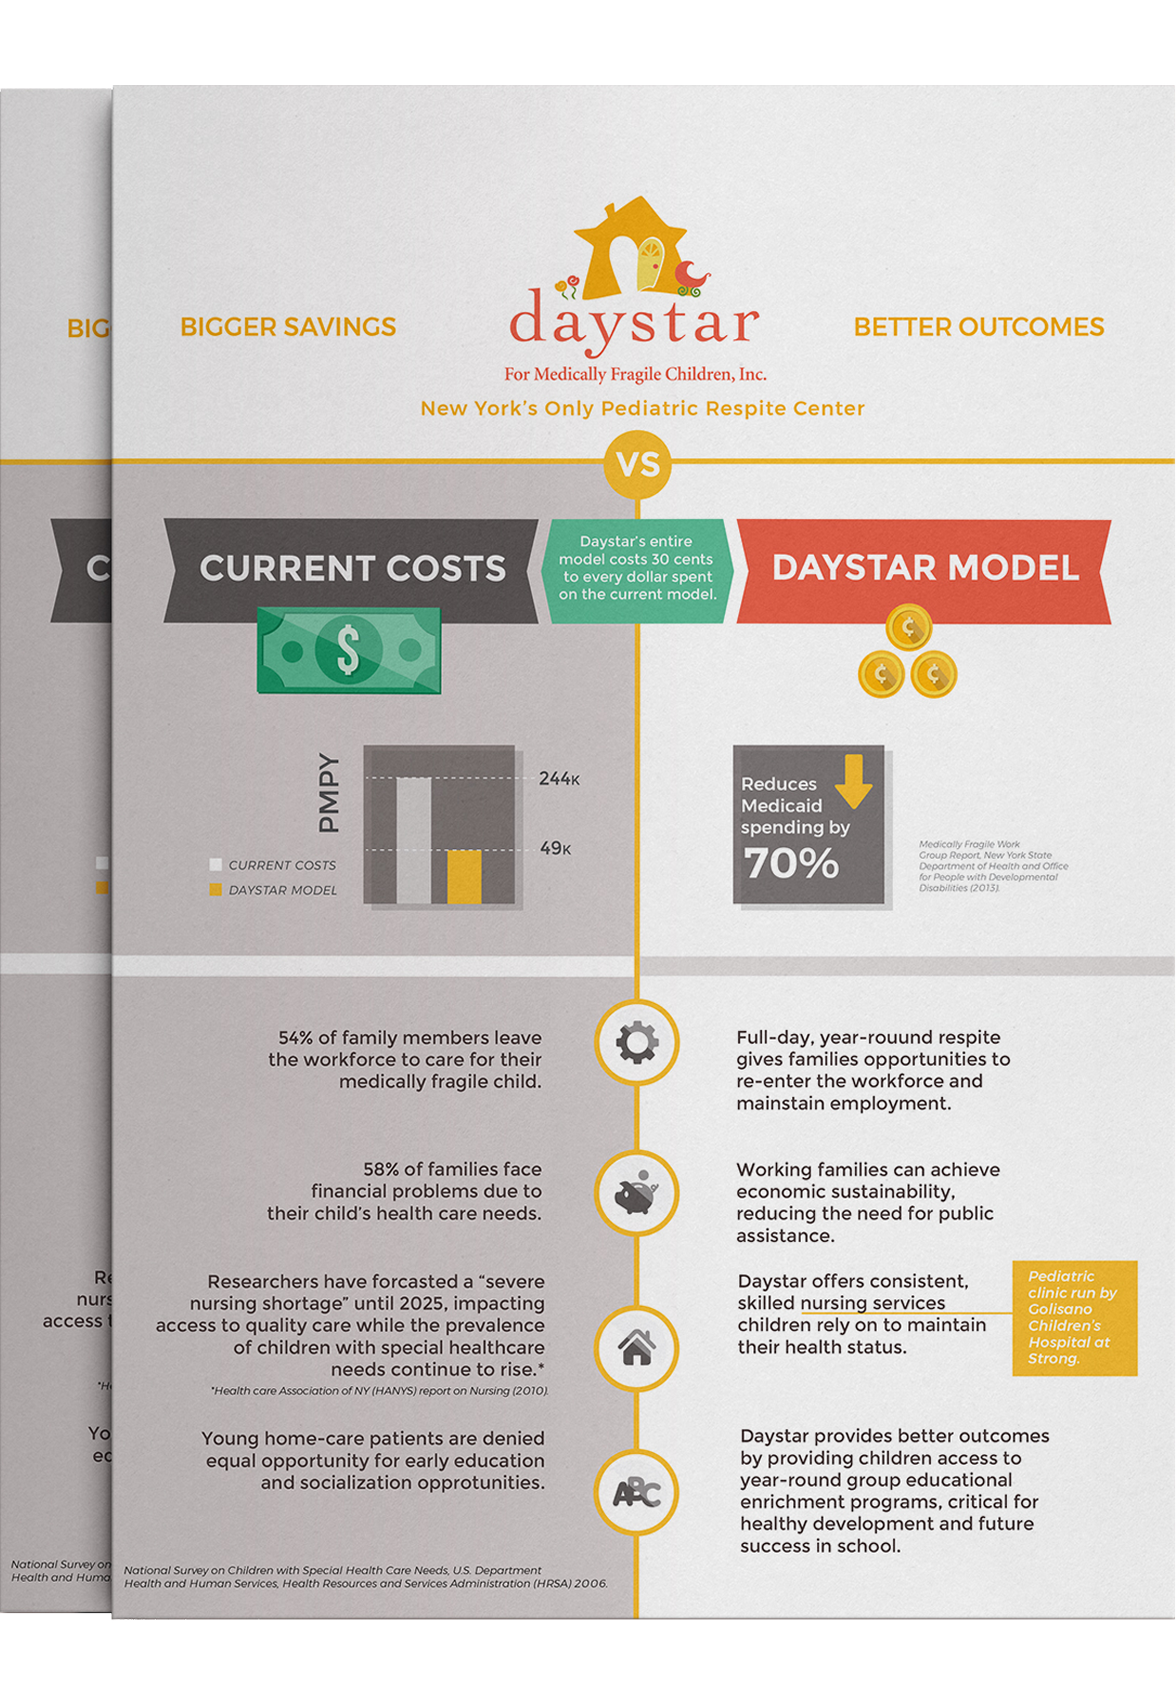 BIGGER SAVINGS
daystar
For Medically Fragile Children, Inc.
New York's Only Pediatric Respite Center
BETTER OUTCOMES
VS
CURRENT COSTS
Daystar's entire
model costs 30 cents
to every dollar spent
on the current model.
DAYSTAR MODEL
$
¢
¢
¢
PMPY
244K
49K
CURRENT COSTS
DAYSTAR MODEL
Reduces
Medicaid
spending by
70%
Medically Fragile Work
Group Report, New York State
Department of Health and Office
for People with Developmental
Disabilities (2013).
54% of family members leave
the workforce to care for their
medically fragile child.
Full-day, year-rouund respite
gives families opportunities to
re-enter the workforce and
mainstain employment.
58% of families face
financial problems due to
their child's health care needs.
Working families can achieve
economic sustainability,
reducing the need for public
assistance.
Researchers have forcasted a “severe
nursing shortage” until 2025, impacting
access to quality care while the prevalence
of children with special healthcare
needs continue to rise.*
*Health care Association of NY (HANYS) report on Nursing (2010).
Daystar offers consistent,
skilled nursing services
children rely on to maintain
their health status.
Pediatric
clinic run by
Golisano
Children's
Hospital at
Strong.
Young home-care patients are denied
equal opportunity for early education
and socialization opprotunities.
ABC
Daystar provides better outcomes
by providing children access to
year-round group educational
enrichment programs, critical for
healthy development and future
success in school.
National Survey on Children with Special Health Care Needs, U.S. Department
Health and Human Services, Health Resources and Services Administration (HRSA) 2006.
BIG
C
nurs
access t
Yo
National Survey on
Health and Huma